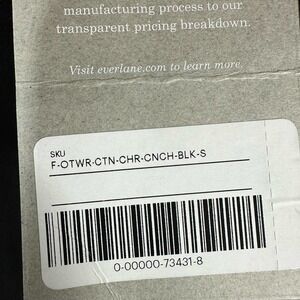 manufacturing process to our
transparent pricing breakdown.
Visit everlane.com to learn more.
SKU
F-OTWR-CTN-CHR-CNCH-BLK-S
0-00000-73431-8